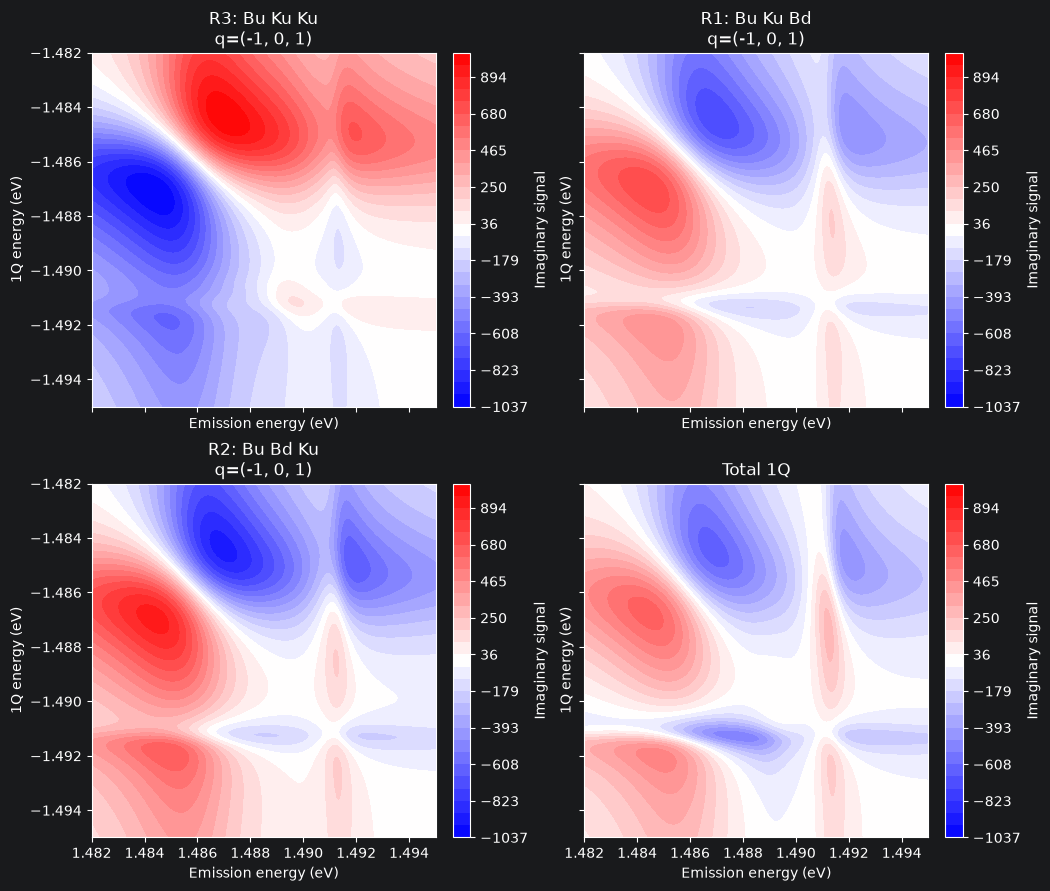 R3: Bu Ku Ku
q=(-1, 0, 1)
R1: Bu Ku Bd
q=(-1, 0, 1)
−1.482
−1.484
−1.486
−1.488
−1.490
−1.492
−1.494
1Q energy (eV)
Emission energy (eV)
894
680
465
250
36
−179
−393
−608
−823
−1037
Imaginary signal
1Q energy (eV)
Emission energy (eV)
894
680
465
250
36
−179
−393
−608
−823
−1037
Imaginary signal
R2: Bu Bd Ku
q=(-1, 0, 1)
Total 1Q
−1.482
−1.484
−1.486
−1.488
−1.490
−1.492
−1.494
1Q energy (eV)
1.482 1.484 1.486 1.488 1.490 1.492 1.494
Emission energy (eV)
894
680
465
250
36
−179
−393
−608
−823
−1037
Imaginary signal
1Q energy (eV)
1.482 1.484 1.486 1.488 1.490 1.492 1.494
Emission energy (eV)
894
680
465
250
36
−179
−393
−608
−823
−1037
Imaginary signal